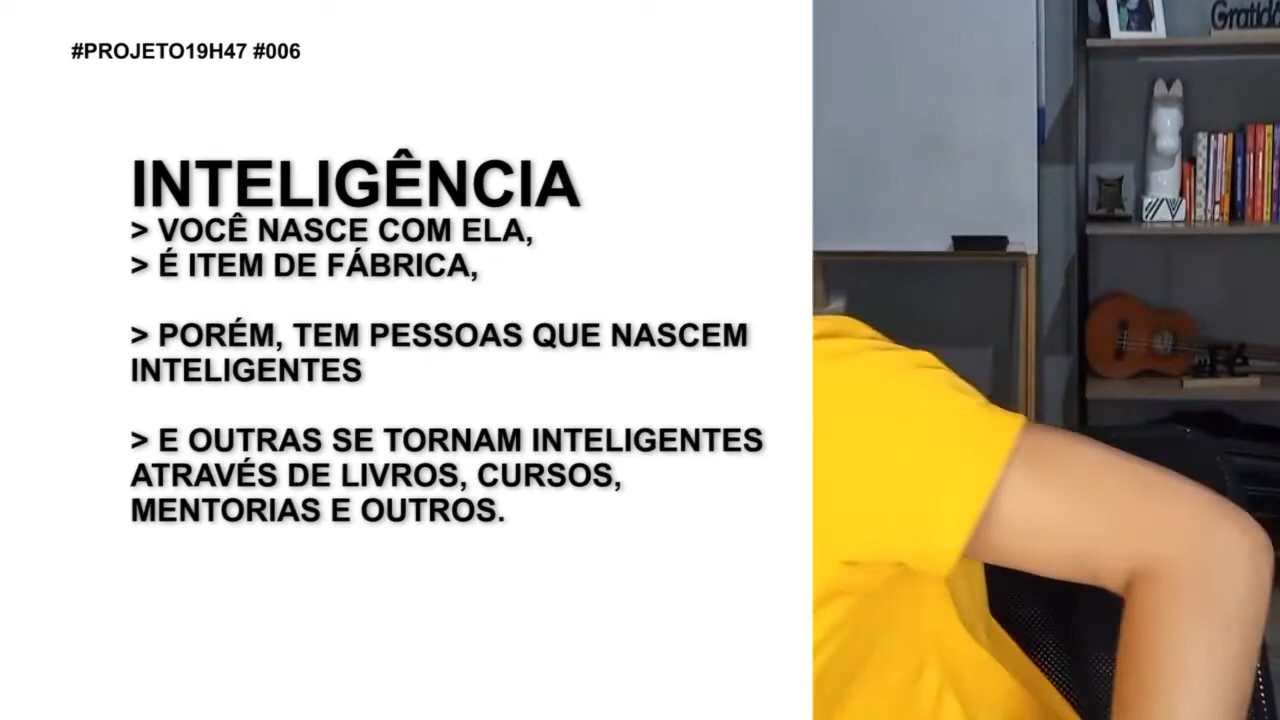 #PROJETO19H47 #006
INTELIGÊNCIA
> VOCÊ NASCE COM ELA,
> É ITEM DE FÁBRICA,
> PORÉM, TEM PESSOAS QUE NASCEM
INTELIGENTES
> E OUTRAS SE TORNAM INTELIGENTES
ATRAVÉS DE LIVROS, CURSOS,
MENTORIAS E OUTROS.